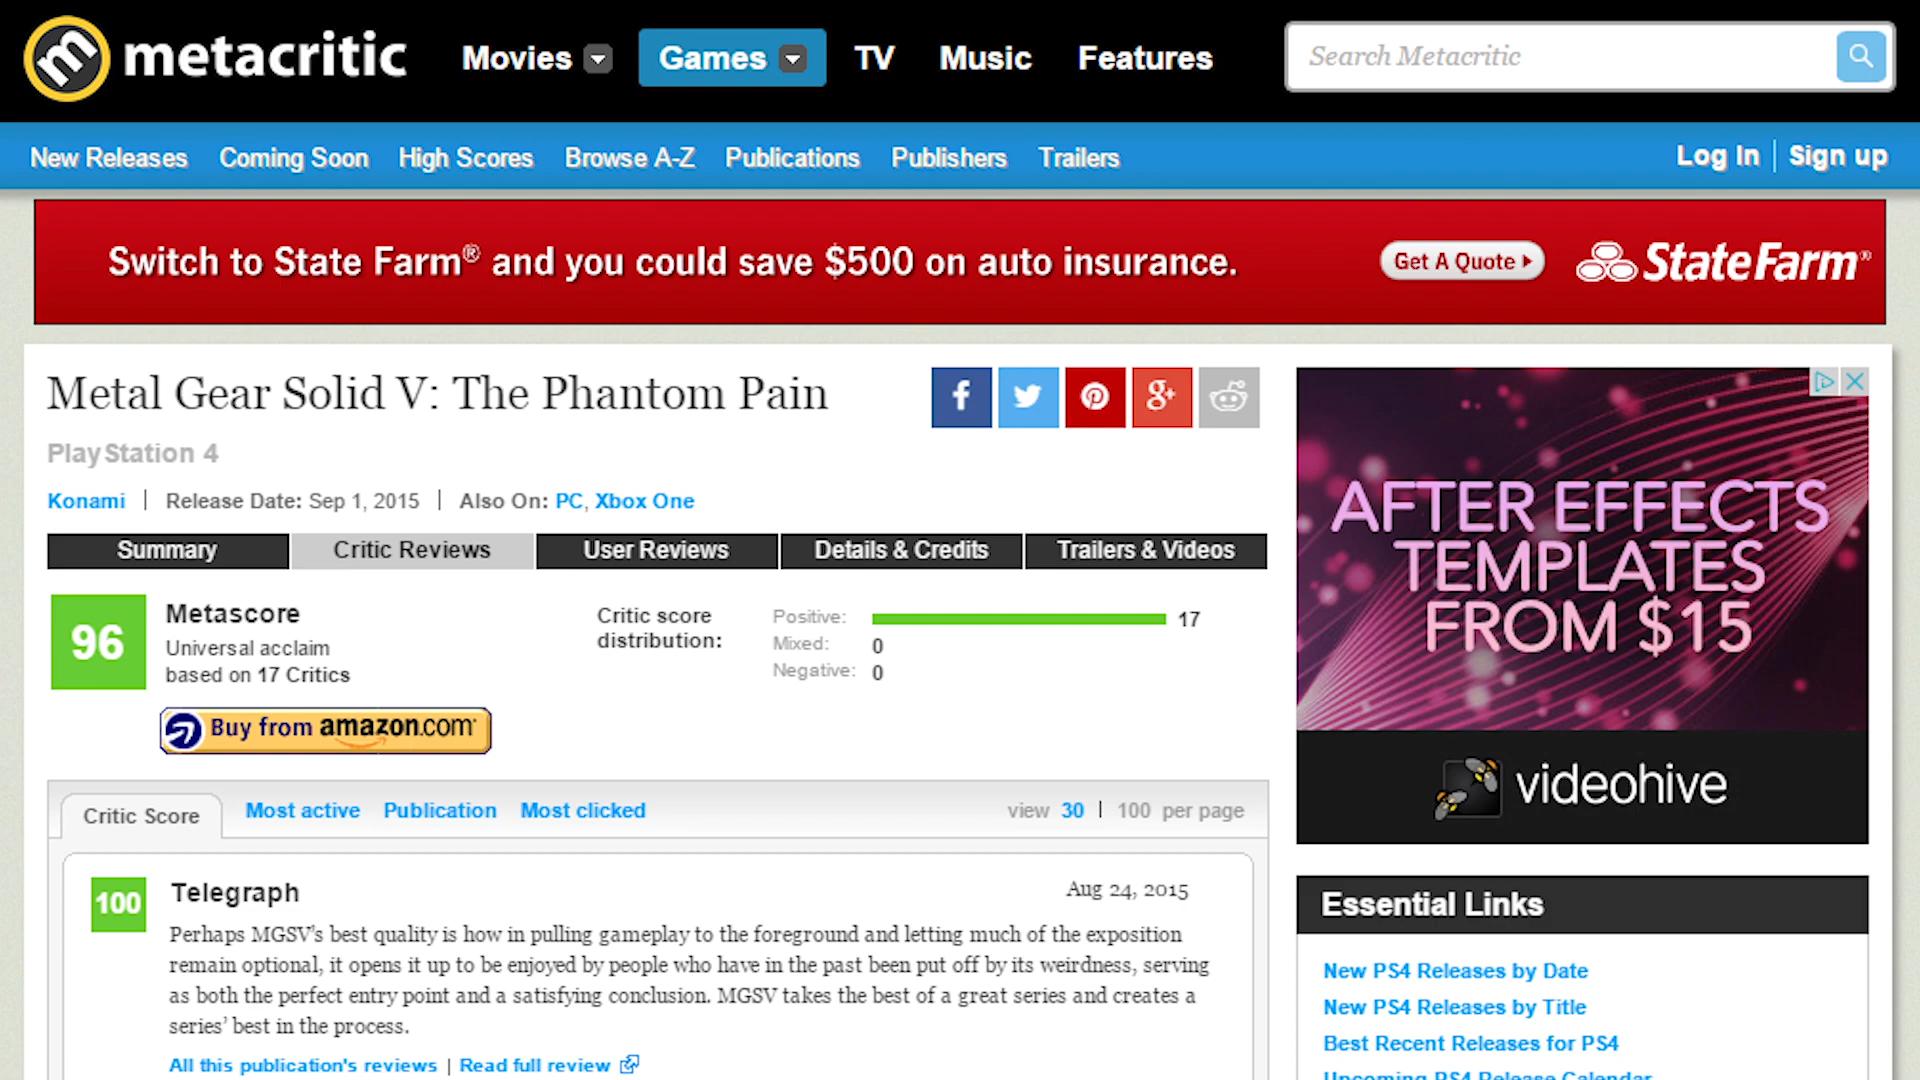 metacritic Movies Games TV Music Features Search Metacritic
New Releases Coming Soon High Scores Browse A-Z Publications Publishers Trailers Log In | Sign up
Switch to State Farm® and you could save $500 on auto insurance. Get A Quote StateFarm®
Metal Gear Solid V: The Phantom Pain
PlayStation 4
Konami | Release Date: Sep 1, 2015 | Also On: PC, Xbox One
Summary Critic Reviews User Reviews Details & Credits Trailers & Videos
96
Metascore
Universal acclaim
based on 17 Critics
Critic score
distribution:
Positive: 17
Mixed: 0
Negative: 0
Buy from amazon.com
Critic Score Most active Publication Most clicked view 30 | 100 per page
100 Telegraph Aug 24, 2015
Perhaps MGSV's best quality is how in pulling gameplay to the foreground and letting much of the exposition
remain optional, it opens it up to be enjoyed by people who have in the past been put off by its weirdness, serving
as both the perfect entry point and a satisfying conclusion. MGSV takes the best of a great series and creates a
series' best in the process.
All this publication's reviews | Read full review
AFTER EFFECTS
TEMPLATES
FROM $15
videohive
Essential Links
New PS4 Releases by Date
New PS4 Releases by Title
Best Recent Releases for PS4
Upcoming PS4 Release Calendar